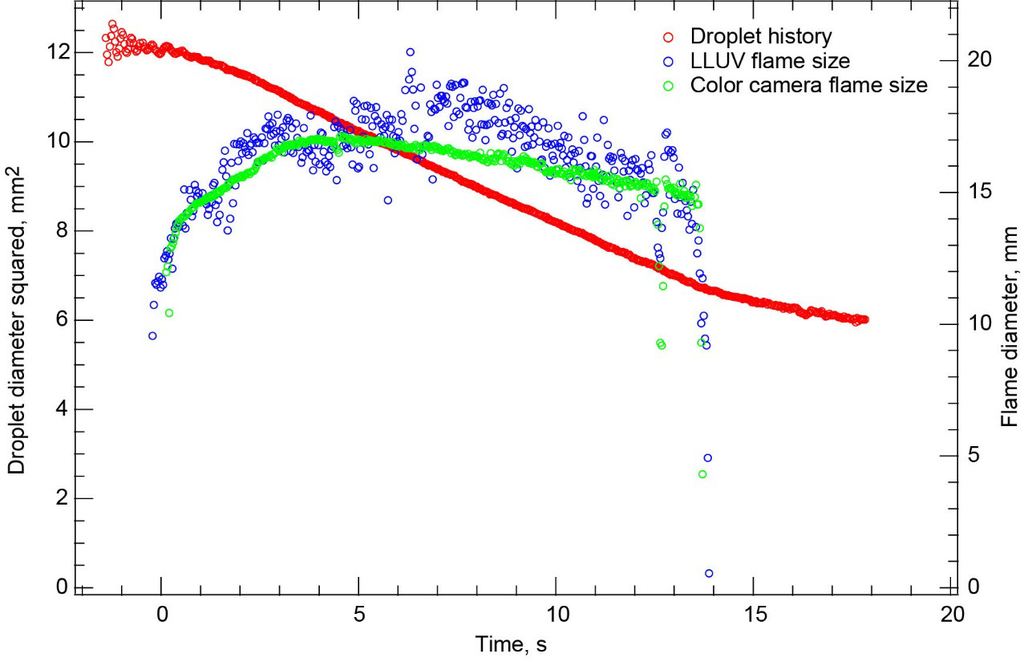 Droplet history
LLUV flame size
Color camera flame size
Droplet diameter squared, mm2
12
10
8
6
4
2
0
Flame diameter, mm
20
15
10
5
0
0 5 10 15 20
Time, s